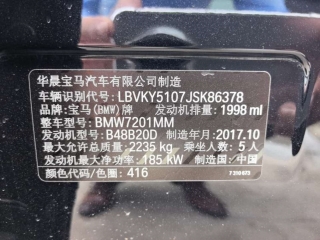 华晨宝马汽车有限公司制造
车辆识别代号：LBVKY5107JSK86378
品牌：宝马(BMW)牌 发动机排量：1998 ml
整车型号：BMW7201MM
发动机型号：B48B20D 制造年月：2017.10
最大允许总质量：2235 kg 乘坐人数：5 人
发动机最大净功率：185 kW 制造国：中国
颜色代码/色圈：416